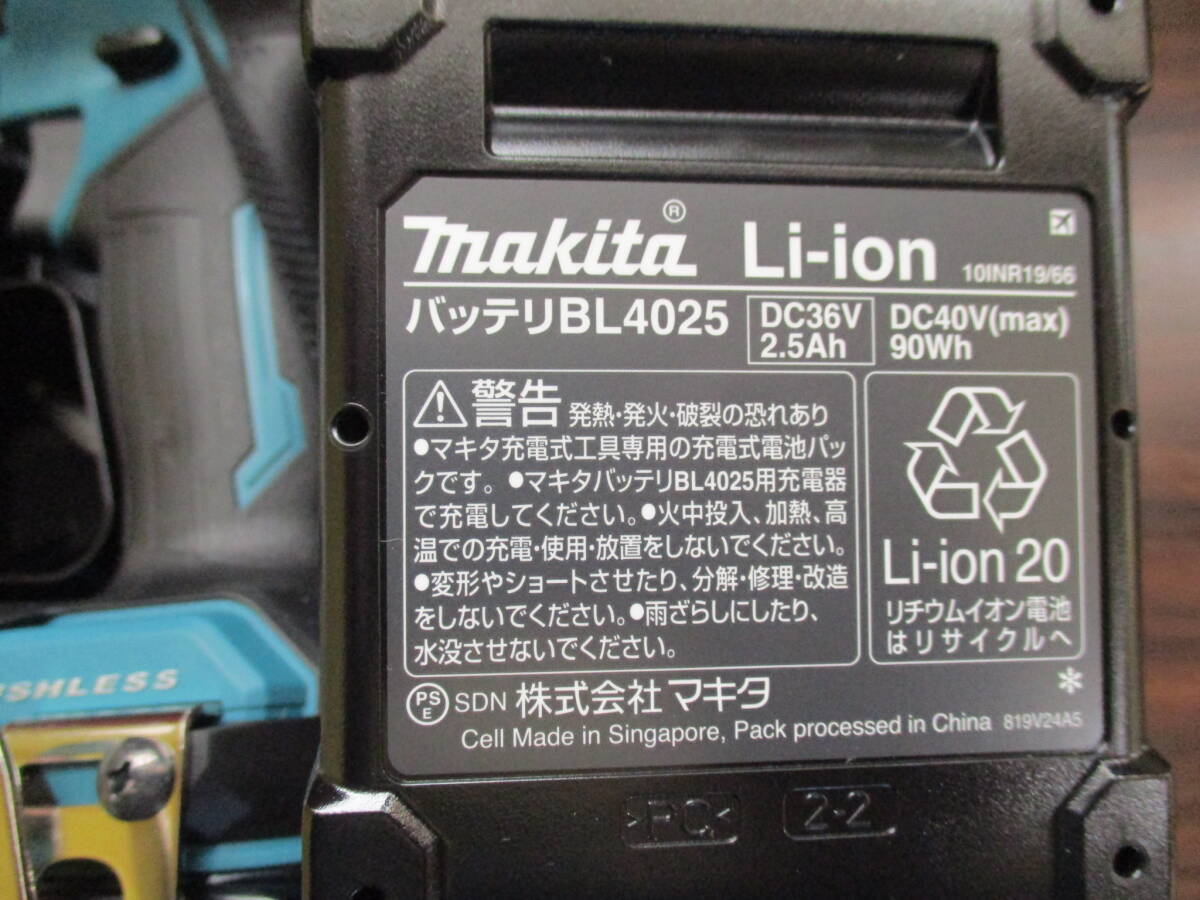 makita® Li-ion 10INR19/66
バッテリBL4025 DC36V DC40V(max)
2.5Ah 90Wh
警告 発熱・発火・破裂の恐れあり
●マキタ充電式工具専用の充電式電池パッ
クです。●マキタバッテリBL4025用充電器
で充電してください。●火中投入、加熱、高
温での充電・使用・放置をしないでください。
●変形やショートさせたり、分解・修理・改造
をしないでください。●雨ざらしにしたり、
水没させないでください。
Li-ion 20
リチウムイオン電池
はリサイクルへ
PS
E
SDN 株式会社 マキタ
*
Cell Made in Singapore, Pack processed in China 819V24A5
>PC< 2-2
SHLESS